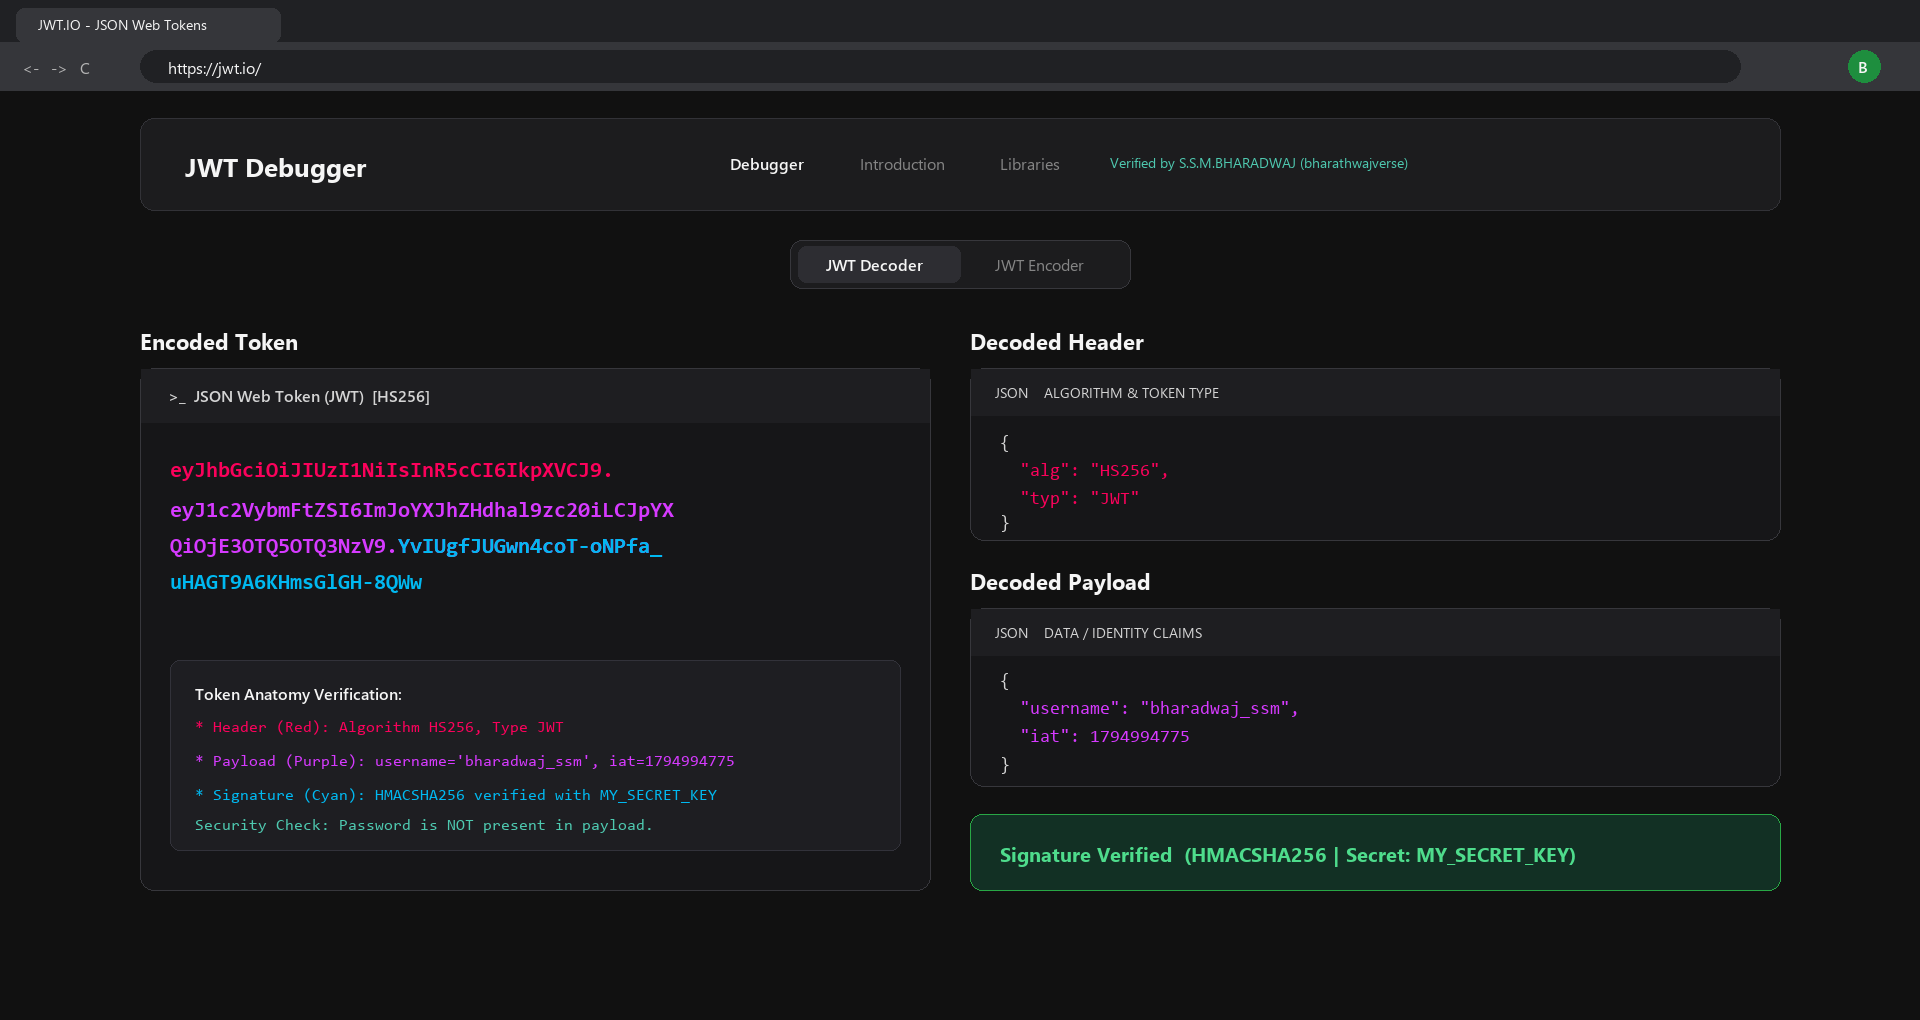 JWT.IO - JSON Web Tokens
<- -> C https://jwt.io/ B
JWT Debugger Debugger Introduction Libraries Verified by S.S.M.BHARADWAJ (bharathwajverse)
JWT Decoder JWT Encoder
Encoded Token
>_ JSON Web Token (JWT) [HS256]
eyJhbGciOiJIUzI1NiIsInR5cCI6IkpXVCJ9.
eyJ1c2VybmFtZSI6ImJoYXJhZHdhal9zc20iLCJpYX
QiOjE3OTQ5OTQ3NzV9.YvIUgfJUGwn4coT-oNPfa_
uHAGT9A6KHmsGlGH-8QWw
Token Anatomy Verification:
* Header (Red): Algorithm HS256, Type JWT
* Payload (Purple): username='bharadwaj_ssm', iat=1794994775
* Signature (Cyan): HMACSHA256 verified with MY_SECRET_KEY
Security Check: Password is NOT present in payload.
Decoded Header
JSON ALGORITHM & TOKEN TYPE
{
"alg": "HS256",
"typ": "JWT"
}
Decoded Payload
JSON DATA / IDENTITY CLAIMS
{
"username": "bharadwaj_ssm",
"iat": 1794994775
}
Signature Verified (HMACSHA256 | Secret: MY_SECRET_KEY)